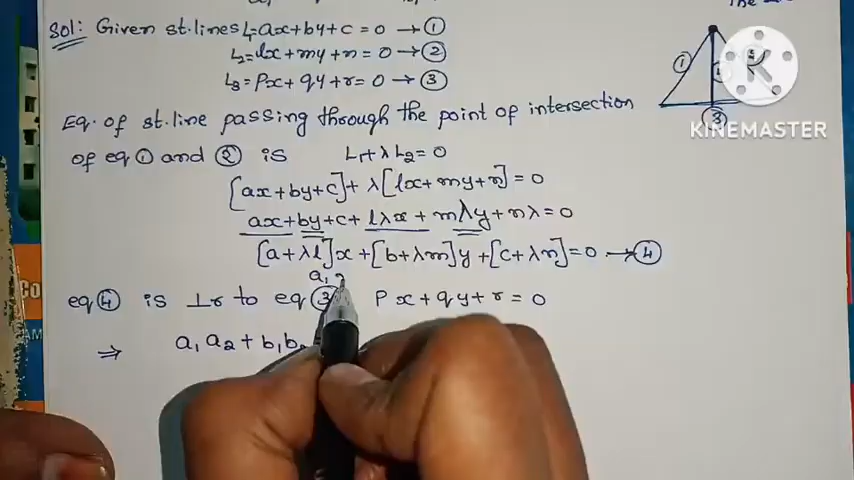 Sol: Given st.lines L₁=ax+by+c=0 →①
L₂=lx+my+n=0 →②
L₃=px+qy+r=0 →③
① ③
KINEMASTER
Eq. of st.line passing through the point of intersection
of eq ① and ② is L₁+λL₂=0
[ax+by+c]+λ[lx+my+n]=0
ax+by+c+lλx+mλy+nλ=0
[a+λl]x+[b+λm]y+[c+λn]=0 →④
a₁
eq④ is ⊥r to eq③ px+qy+r=0
⇒ a₁a₂+b₁b₂